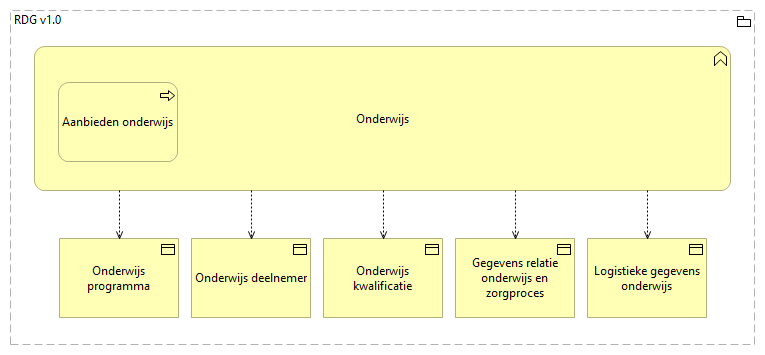 RDG v1.0
Onderwijs
Aanbieden onderwijs
Onderwijs
programma
Onderwijs deelnemer
Onderwijs
kwalificatie
Gegevens relatie
onderwijs en
zorgproces
Logistieke gegevens
onderwijs